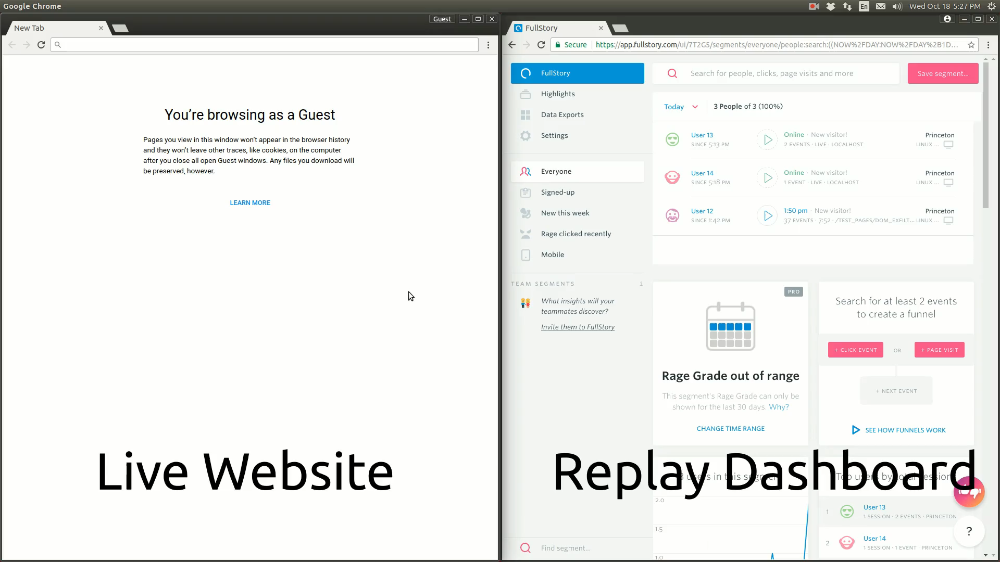 Google Chrome
En
Wed Oct 18 5:27 PM
New Tab
Guest
You're browsing as a Guest
Pages you view in this window won't appear in the browser history
and they won't leave other traces, like cookies, on the computer
after you close all open Guest windows. Any files you download will
be preserved, however.
LEARN MORE
Live Website
FullStory
Secure
https://app.fullstory.com/ui/7T2G5/segments/everyone/people:search:((NOW%2FDAY:NOW%2FDAY%2B1D...
FullStory
Highlights
Data Exports
Settings
Everyone
Signed-up
New this week
Rage clicked recently
Mobile
TEAM SEGMENTS 1
What insights will your
teammates discover?
Invite them to FullStory
Find segment...
Search for people, clicks, page visits and more
Save segment...
Today
3 People of 3 (100%)
User 13
SINCE 5:13 PM
Online · New visitor!
2 EVENTS · LIVE · LOCALHOST
Princeton
LINUX ...
User 14
SINCE 5:18 PM
Online · New visitor!
1 EVENT · LIVE · LOCALHOST
Princeton
LINUX ...
User 12
SINCE 1:42 PM
1:50 pm · New visitor!
37 EVENTS · 7:52 · /TEST_PAGES/DOM_EXFILT...
Princeton
LINUX ...
PRO
Rage Grade out of range
This segment's Rage Grade can only be
shown for the last 30 days. Why?
CHANGE TIME RANGE
Search for at least 2 events
to create a funnel
+ CLICK EVENT
OR
+ PAGE VISIT
+ NEXT EVENT
SEE HOW FUNNELS WORK
Replay Dashboard
3 users in this segment
Top users by total sessions
2.0
1.5
1.0
1
User 13
1 SESSION · 2 EVENTS · PRINCETON
2
User 14
1 SESSION · 1 EVENT · PRINCETON
?